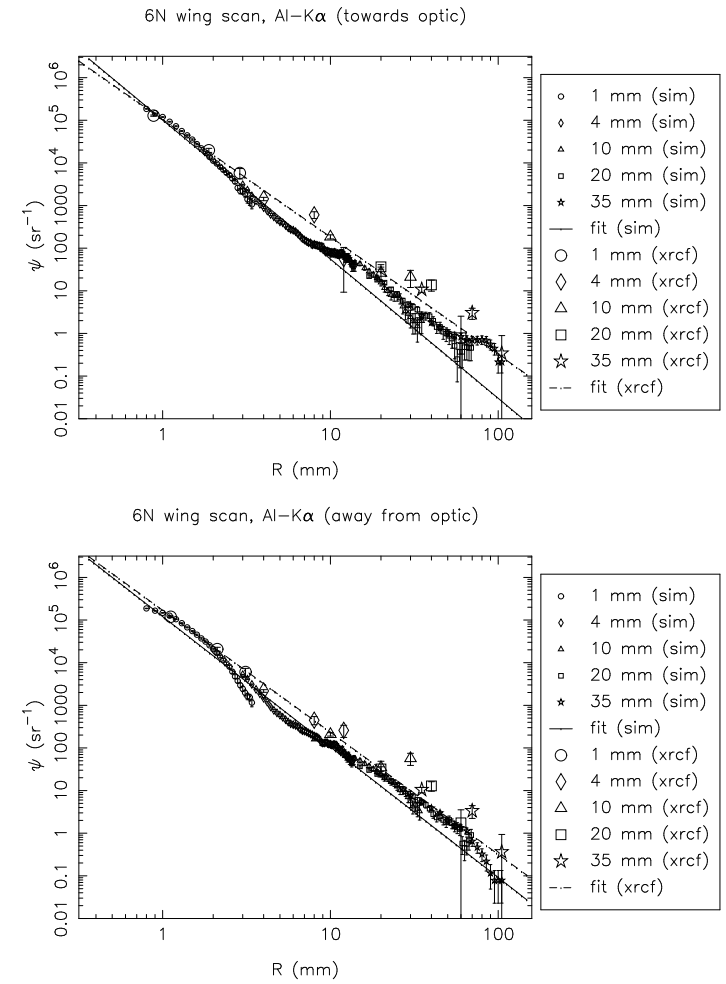 6N wing scan, Al−Kα (towards optic)
ψ (sr⁻¹)
10⁶
10⁵
10⁴
1000
100
10
1
0.1
0.01
1
10
100
R (mm)
1 mm (sim)
4 mm (sim)
10 mm (sim)
20 mm (sim)
35 mm (sim)
fit (sim)
1 mm (xrcf)
4 mm (xrcf)
10 mm (xrcf)
20 mm (xrcf)
35 mm (xrcf)
fit (xrcf)
6N wing scan, Al−Kα (away from optic)
ψ (sr⁻¹)
10⁶
10⁵
10⁴
1000
100
10
1
0.1
0.01
1
10
100
R (mm)
1 mm (sim)
4 mm (sim)
10 mm (sim)
20 mm (sim)
35 mm (sim)
fit (sim)
1 mm (xrcf)
4 mm (xrcf)
10 mm (xrcf)
20 mm (xrcf)
35 mm (xrcf)
fit (xrcf)